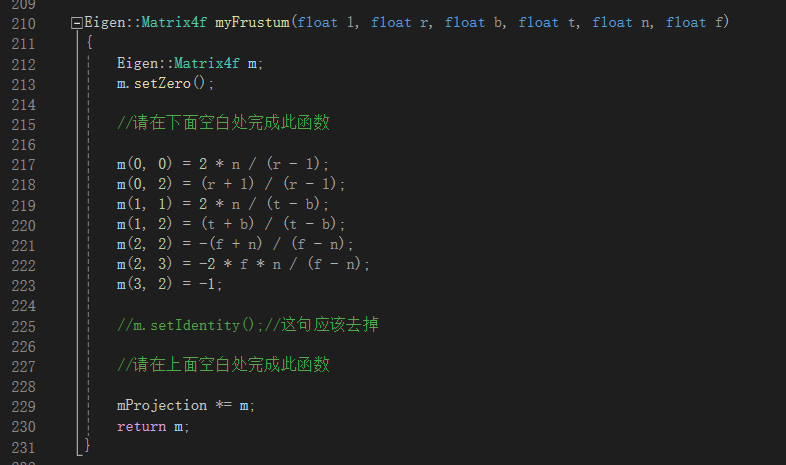 209
210 Eigen::Matrix4f myFrustum(float l, float r, float b, float t, float n, float f)
211 {
212 Eigen::Matrix4f m;
213 m.setZero();
214
215 //请在下面空白处完成此函数
216
217 m(0, 0) = 2 * n / (r - l);
218 m(0, 2) = (r + l) / (r - l);
219 m(1, 1) = 2 * n / (t - b);
220 m(1, 2) = (t + b) / (t - b);
221 m(2, 2) = -(f + n) / (f - n);
222 m(2, 3) = -2 * f * n / (f - n);
223 m(3, 2) = -1;
224
225 //m.setIdentity();//这句应该去掉
226
227 //请在上面空白处完成此函数
228
229 mProjection *= m;
230 return m;
231 }